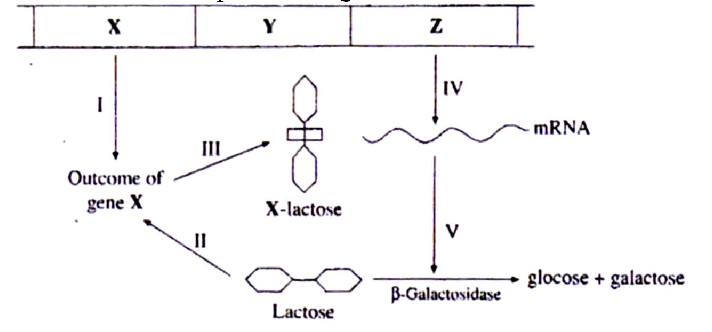 X Y Z
I
IV
mRNA
III
Outcome of
gene X
X-lactose
II
V
glocose + galactose
β-Galactosidase
Lactose